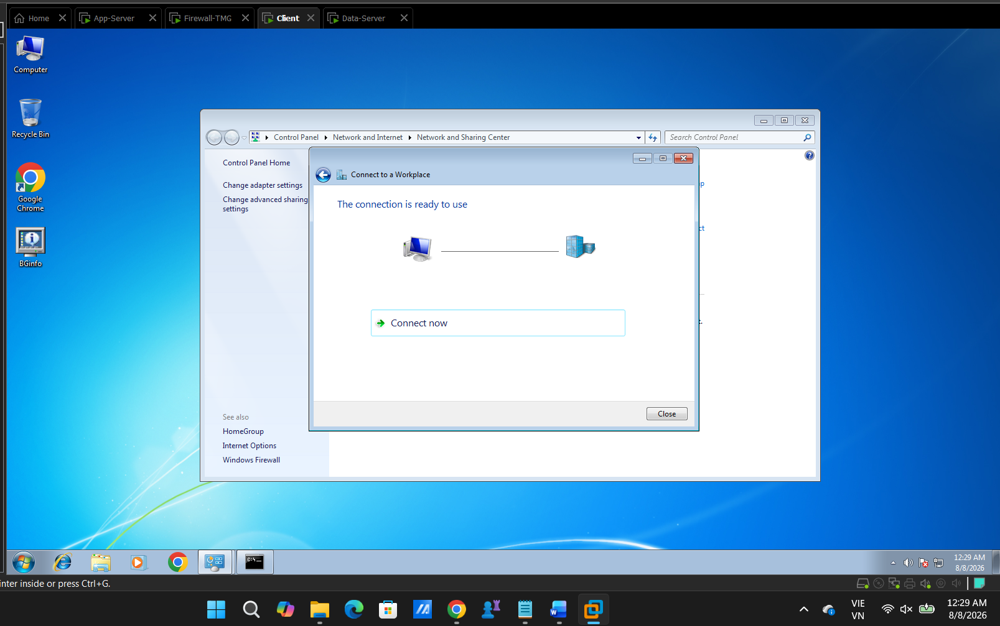 Home
App-Server
Firewall-TMG
Client
Data-Server
Computer
Recycle Bin
Google
Chrome
BGinfo
Control Panel
Network and Internet
Network and Sharing Center
Search Control Panel
Control Panel Home
Change adapter settings
Change advanced sharing
settings
Connect to a Workplace
The connection is ready to use
Connect now
Close
See also
HomeGroup
Internet Options
Windows Firewall
12:29 AM
8/8/2026
nter inside or press Ctrl+G.
VIE
VN
12:29 AM
8/8/2026